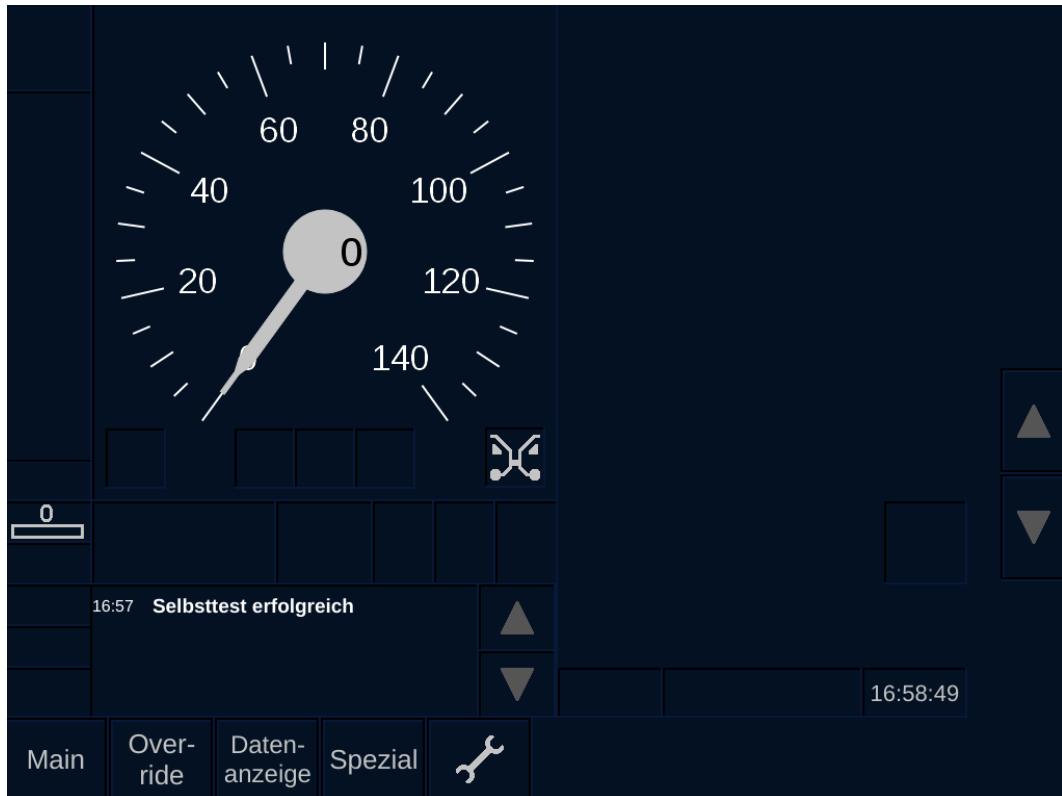 60 80
40 100
0
20 120
0 140
0
16:57 Selbsttest erfolgreich
16:58:49
Main
Over-
ride
Daten-
anzeige
Spezial